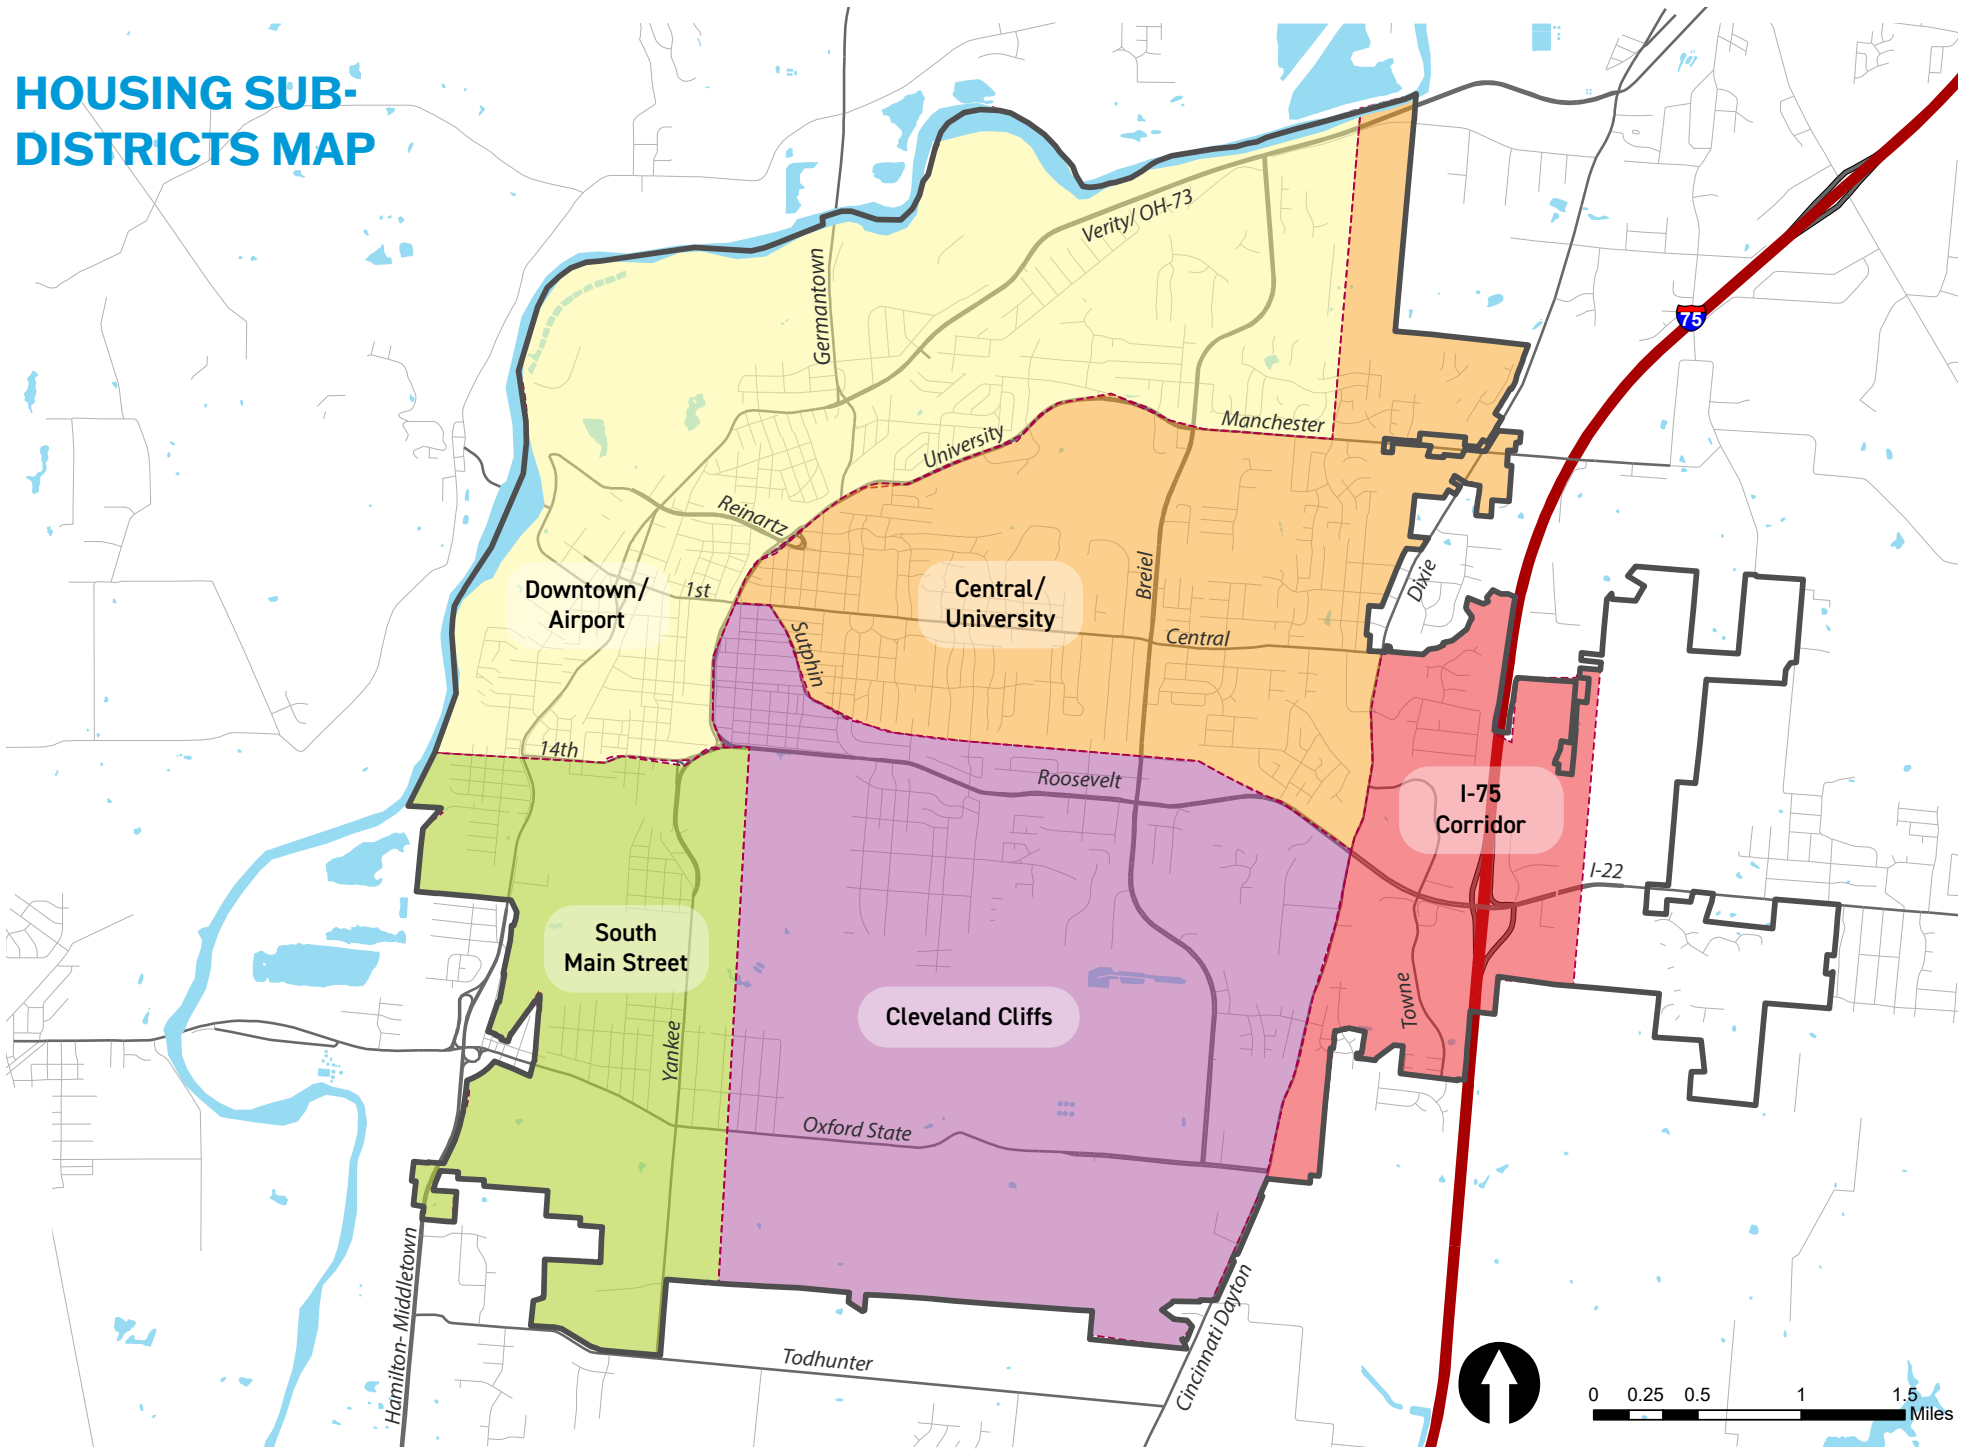 HOUSING SUB-
DISTRICTS MAP
Verity/ OH-73
Germantown
75
Manchester
University
Reinartz
Breiel
Dixie
Downtown/
Airport
1st
Central/
University
Sutphin
Central
14th
Roosevelt
I-75
Corridor
I-22
South
Main Street
Cleveland Cliffs
Towne
Yankee
Oxford State
Hamilton- Middletown
Cincinnati Dayton
Todhunter
0 0.25 0.5 1 1.5
Miles